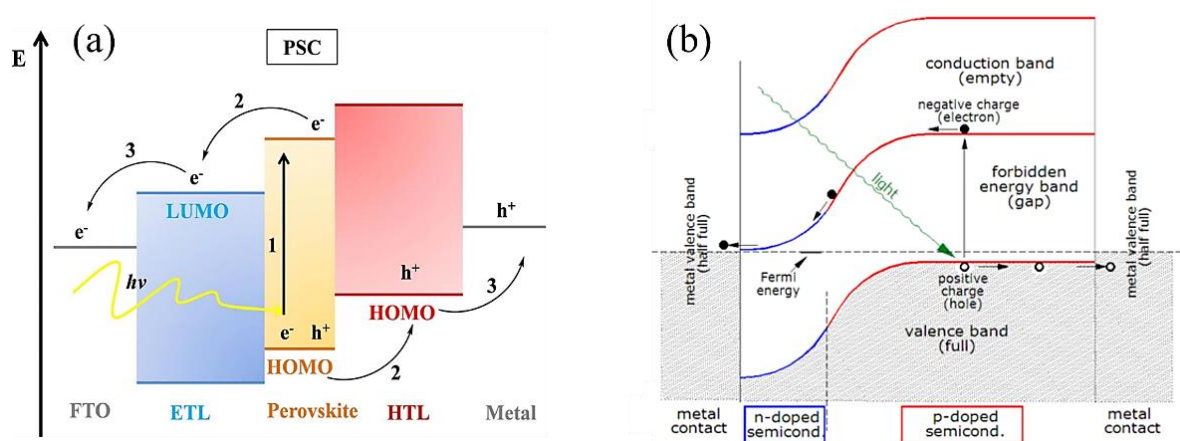 (a)
PSC
E
2
e-
3
e-
LUMO
e-
1
h+
hν
h+
3
HOMO
e- h+
HOMO
2
FTO
ETL
Perovskite
HTL
Metal
(b)
conduction band
(empty)
negative charge
(electron)
light
forbidden
energy band
(gap)
metal valence band
(half full)
metal valence band
(half full)
Fermi
energy
positive
charge
(hole)
valence band
(full)
metal
contact
n-doped
semicond.
p-doped
semicond.
metal
contact